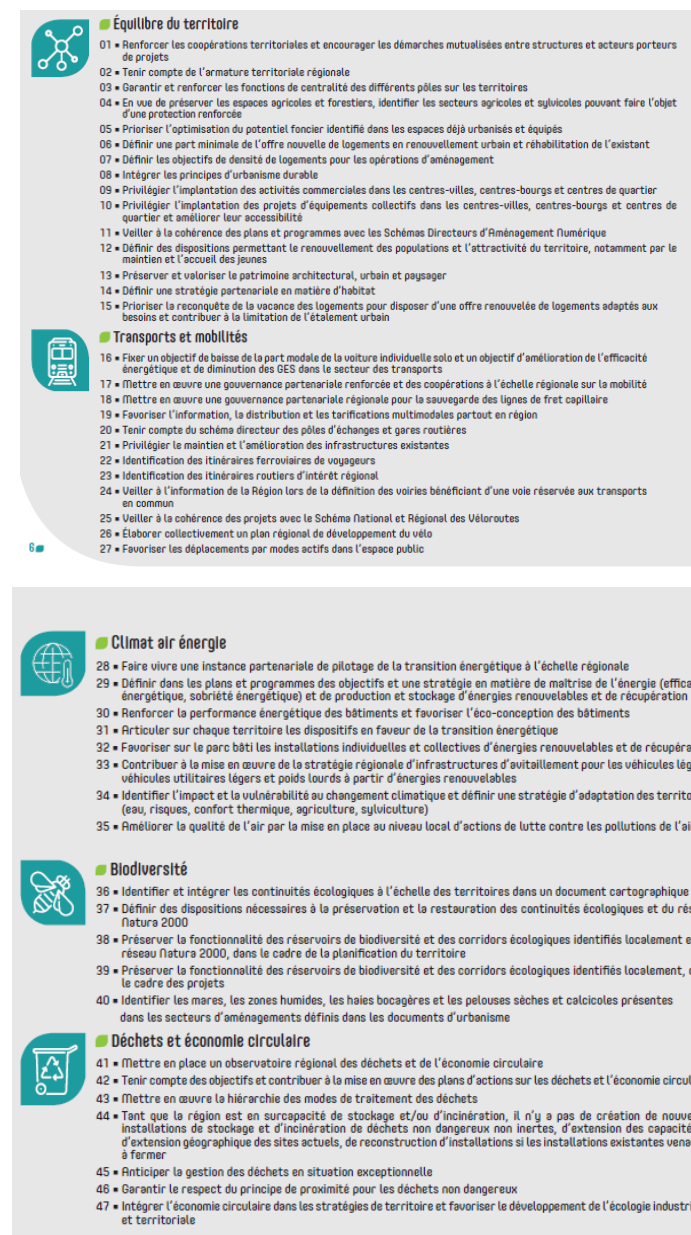 Équilibre du territoire
01 ▪ Renforcer les coopérations territoriales et encourager les démarches mutualisées entre structures et acteurs porteurs
de projets
02 ▪ Tenir compte de l'armature territoriale régionale
03 ▪ Garantir et renforcer les fonctions de centralité des différents pôles sur les territoires
04 ▪ En vue de préserver les espaces agricoles et forestiers, identifier les secteurs agricoles et sylvicoles pouvant faire l'objet
d'une protection renforcée
05 ▪ Prioriser l'optimisation du potentiel foncier identifié dans les espaces déjà urbanisés et équipés
06 ▪ Définir une part minimale de l'offre nouvelle de logements en renouvellement urbain et réhabilitation de l'existant
07 ▪ Définir les objectifs de densité de logements pour les opérations d'aménagement
08 ▪ Intégrer les principes d'urbanisme durable
09 ▪ Privilégier l'implantation des activités commerciales dans les centres-villes, centres-bourgs et centres de quartier
10 ▪ Privilégier l'implantation des projets d'équipements collectifs dans les centres-villes, centres-bourgs et centres de
quartier et améliorer leur accessibilité
11 ▪ Veiller à la cohérence des plans et programmes avec les Schémas Directeurs d'Aménagement Numérique
12 ▪ Définir des dispositions permettant le renouvellement des populations et l'attractivité du territoire, notamment par le
maintien et l'accueil des jeunes
13 ▪ Préserver et valoriser le patrimoine architectural, urbain et paysager
14 ▪ Définir une stratégie partenariale en matière d'habitat
15 ▪ Prioriser la reconquête de la vacance des logements pour disposer d'une offre renouvelée de logements adaptés aux
besoins et contribuer à la limitation de l'étalement urbain
Transports et mobilités
16 ▪ Fixer un objectif de baisse de la part modale de la voiture individuelle solo et un objectif d'amélioration de l'efficacité
énergétique et de diminution des GES dans le secteur des transports
17 ▪ Mettre en œuvre une gouvernance partenariale renforcée et des coopérations à l'échelle régionale sur la mobilité
18 ▪ Mettre en œuvre une gouvernance partenariale régionale pour la sauvegarde des lignes de fret capillaire
19 ▪ Favoriser l'information, la distribution et les tarifications multimodales partout en région
20 ▪ Tenir compte du schéma directeur des pôles d'échanges et gares routières
21 ▪ Privilégier le maintien et l'amélioration des infrastructures existantes
22 ▪ Identification des itinéraires ferroviaires de voyageurs
23 ▪ Identification des itinéraires routiers d'intérêt régional
24 ▪ Veiller à l'information de la Région lors de la définition des voiries bénéficiant d'une voie réservée aux transports
en commun
25 ▪ Veiller à la cohérence des projets avec le Schéma National et Régional des Véloroutes
26 ▪ Élaborer collectivement un plan régional de développement du vélo
27 ▪ Favoriser les déplacements par modes actifs dans l'espace public
6
Climat air énergie
28 ▪ Faire vivre une instance partenariale de pilotage de la transition énergétique à l'échelle régionale
29 ▪ Définir dans les plans et programmes des objectifs et une stratégie en matière de maîtrise de l'énergie (effica
énergétique, sobriété énergétique) et de production et stockage d'énergies renouvelables et de récupération
30 ▪ Renforcer la performance énergétique des bâtiments et favoriser l'éco-conception des bâtiments
31 ▪ Articuler sur chaque territoire les dispositifs en faveur de la transition énergétique
32 ▪ Favoriser sur le parc bâti les installations individuelles et collectives d'énergies renouvelables et de récupéra
33 ▪ Contribuer à la mise en œuvre de la stratégie régionale d'infrastructures d'avitaillement pour les véhicules lég
véhicules utilitaires légers et poids lourds à partir d'énergies renouvelables
34 ▪ Identifier l'impact et la vulnérabilité au changement climatique et définir une stratégie d'adaptation des territo
(eau, risques, confort thermique, agriculture, sylviculture)
35 ▪ Améliorer la qualité de l'air par la mise en place au niveau local d'actions de lutte contre les pollutions de l'ai
Biodiversité
36 ▪ Identifier et intégrer les continuités écologiques à l'échelle des territoires dans un document cartographique
37 ▪ Définir des dispositions nécessaires à la préservation et la restauration des continuités écologiques et du rés
Natura 2000
38 ▪ Préserver la fonctionnalité des réservoirs de biodiversité et des corridors écologiques identifiés localement e
réseau Natura 2000, dans le cadre de la planification du territoire
39 ▪ Préserver la fonctionnalité des réservoirs de biodiversité et des corridors écologiques identifiés localement,
le cadre des projets
40 ▪ Identifier les mares, les zones humides, les haies bocagères et les pelouses sèches et calcicoles présentes
dans les secteurs d'aménagements définis dans les documents d'urbanisme
Déchets et économie circulaire
41 ▪ Mettre en place un observatoire régional des déchets et de l'économie circulaire
42 ▪ Tenir compte des objectifs et contribuer à la mise en œuvre des plans d'actions sur les déchets et l'économie circul
43 ▪ Mettre en œuvre la hiérarchie des modes de traitement des déchets
44 ▪ Tant que la région est en surcapacité de stockage et/ou d'incinération, il n'y a pas de création de nouve
installations de stockage et d'incinération de déchets non dangereux non inertes, d'extension des capacité
d'extension géographique des sites actuels, de reconstruction d'installations si les installations existantes vena
à fermer
45 ▪ Anticiper la gestion des déchets en situation exceptionnelle
46 ▪ Garantir le respect du principe de proximité pour les déchets non dangereux
47 ▪ Intégrer l'économie circulaire dans les stratégies de territoire et favoriser le développement de l'écologie industri
et territoriale